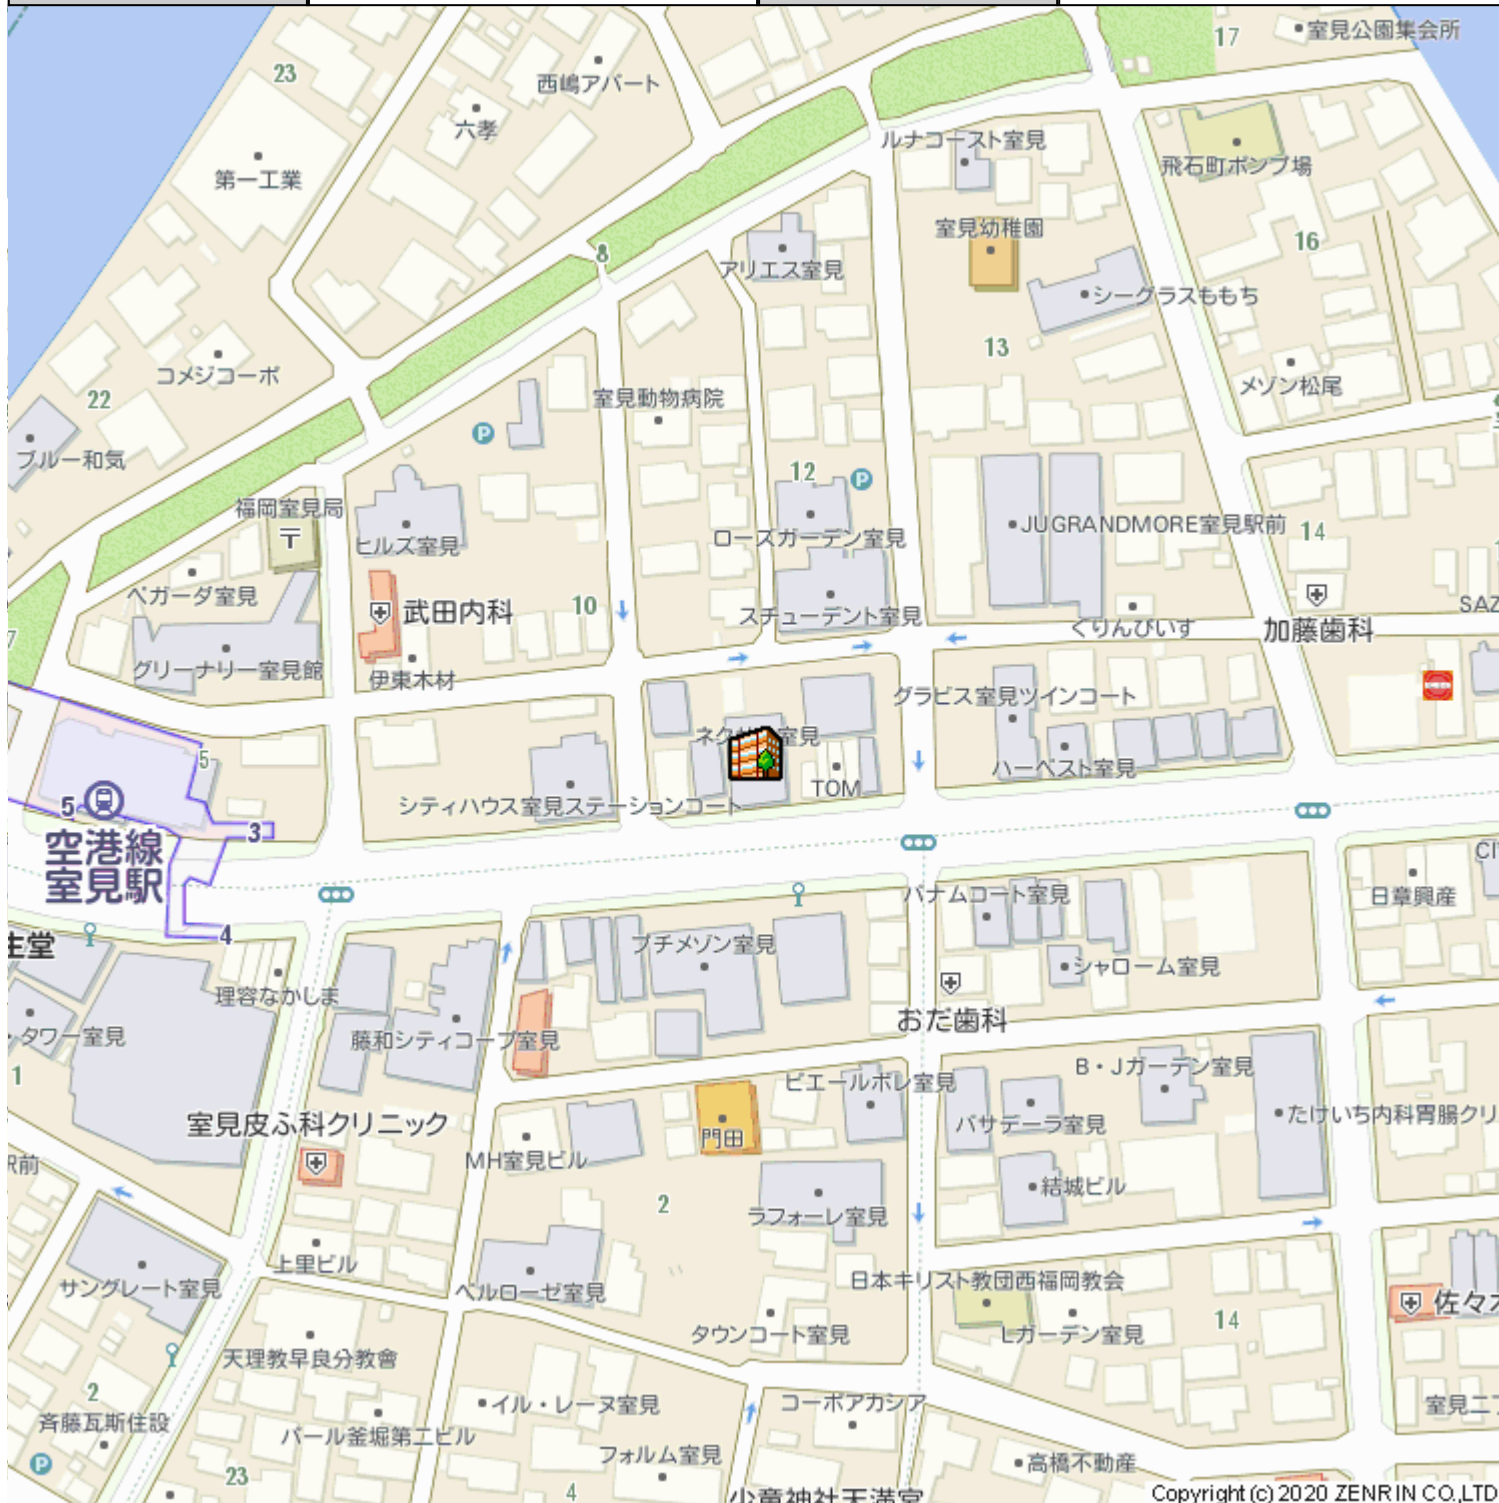 17
室見公園集会所
23
西嶋アパート
六孝
ルナコースト室見
第一工業
飛石町ポンプ場
室見幼稚園
16
8
アリエス室見
シーグラスももち
13
コメジコーポ
メゾン松尾
22
室見動物病院
P
ブルー和気
12
P
福岡室見局
〒
ヒルズ室見
ローズガーデン室見
JUGRANDMORE室見駅前
14
ベガーダ室見
武田内科
10
スチューデント室見
SAZ
くりんぴいす
加藤歯科
7
グリーナリー室見館
伊東木材
グラビス室見ツインコート
室見
5
ハーベスト室見
TOM
シティハウス室見ステーションコート
5
3
空港線
室見駅
CI
パナムコート室見
日章興産
4
生堂
プチメゾン室見
シャローム室見
理容なかしま
おだ歯科
タワー室見
藤和シティコープ室見
1
ピエールボレ室見
B・Jガーデン室見
室見皮ふ科クリニック
門田
パサデーラ室見
たけいち内科胃腸クリ
R前
MH室見ビル
結城ビル
2
ラフォーレ室見
上里ビル
サングレート室見
ベルローゼ室見
日本キリスト教団西福岡教会
佐々木
14
タウンコート室見
Lガーデン室見
天理教早良分教會
2
斉藤瓦斯住設
イル・レーヌ室見
コーポアカシア
室見ニ
パール釜堀第二ビル
フォルム室見
P
高橋不動産
23
4
少童神社天満宮
Copyright (c) 2020 ZENRIN CO.,LTD